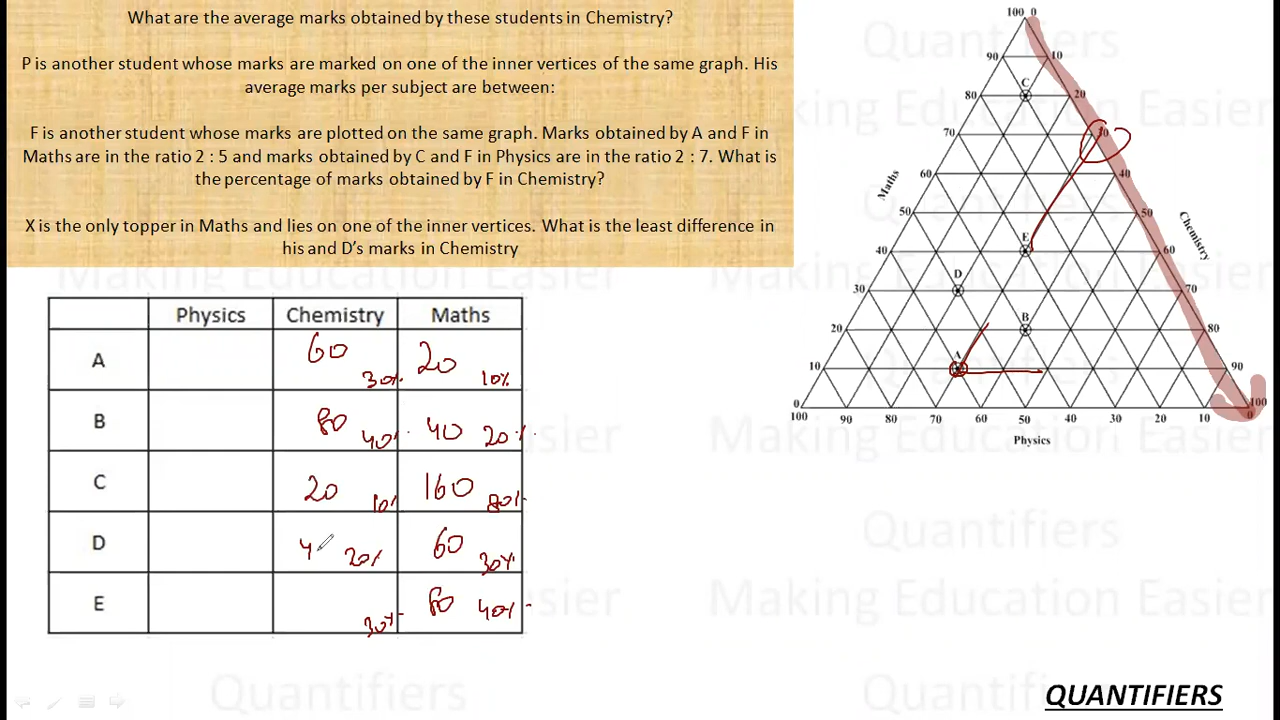 What are the average marks obtained by these students in Chemistry?
P is another student whose marks are marked on one of the inner vertices of the same graph. His
average marks per subject are between:
F is another student whose marks are plotted on the same graph. Marks obtained by A and F in
Maths are in the ratio 2 : 5 and marks obtained by C and F in Physics are in the ratio 2 : 7. What is
the percentage of marks obtained by F in Chemistry?
X is the only topper in Maths and lies on one of the inner vertices. What is the least difference in
his and D's marks in Chemistry
100 0
90 10
C
80 20
70 30
Maths
60 40
50 50
Chemistry
E
40 60
D
30 70
B
20 80
A
10 90
0 100
100 90 80 70 60 50 40 30 20 10 0
Physics
Physics Chemistry Maths
A 60 30% 20 10%
B 80 40% 40 20%
C 20 10% 160 80%
D 4 20% 60 30%
E 30% 80 40%
Making Education Easier
Quantifiers
QUANTIFIERS